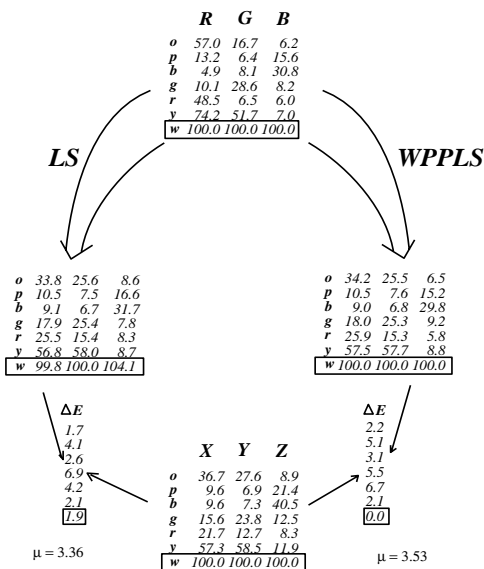 R G B
o 57.0 16.7 6.2
p 13.2 6.4 15.6
b 4.9 8.1 30.8
g 10.1 28.6 8.2
r 48.5 6.5 6.0
y 74.2 51.7 7.0
w 100.0 100.0 100.0
LS
WPPLS
o 33.8 25.6 8.6
p 10.5 7.5 16.6
b 9.1 6.7 31.7
g 17.9 25.4 7.8
r 25.5 15.4 8.3
y 56.8 58.0 8.7
w 99.8 100.0 104.1
o 34.2 25.5 6.5
p 10.5 7.6 15.2
b 9.0 6.8 29.8
g 18.0 25.3 9.2
r 25.9 15.3 5.8
y 57.5 57.7 8.8
w 100.0 100.0 100.0
ΔE
1.7
4.1
2.6
6.9
4.2
2.1
1.9
μ = 3.36
X Y Z
o 36.7 27.6 8.9
p 9.6 6.9 21.4
b 9.6 7.3 40.5
g 15.6 23.8 12.5
r 21.7 12.7 8.3
y 57.3 58.5 11.9
w 100.0 100.0 100.0
ΔE
2.2
5.1
3.1
5.5
6.7
2.1
0.0
μ = 3.53